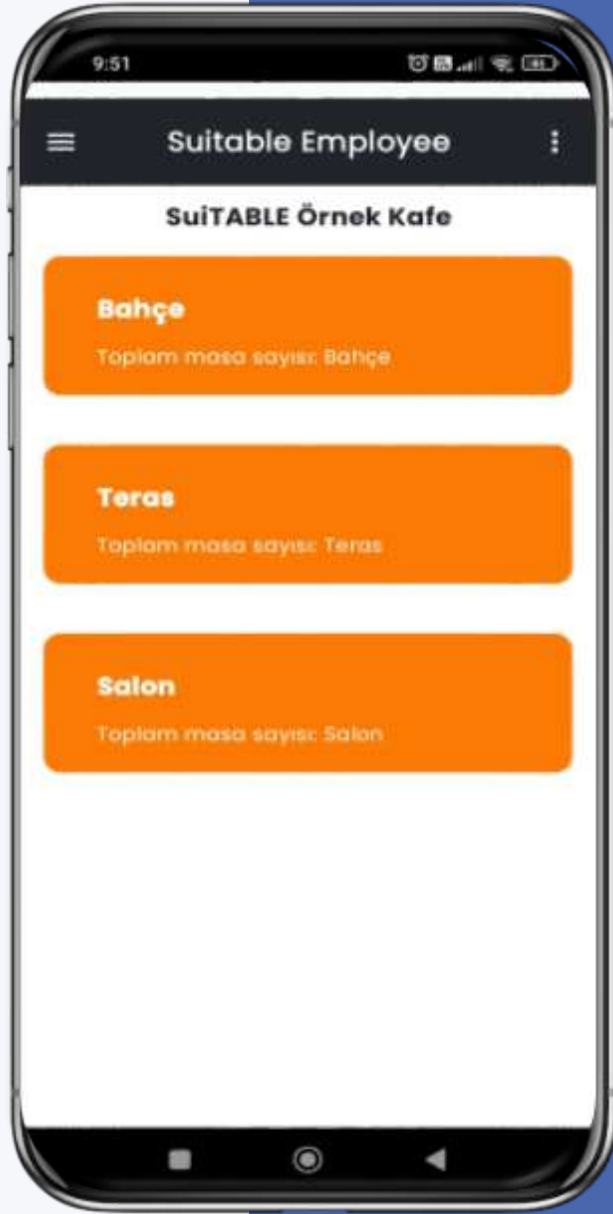 9:51
Suitable Employee
SuiTABLE Örnek Kafe
Bahçe
Toplam masa sayısı: Bahçe
Teras
Toplam masa sayısı: Teras
Salon
Toplam masa sayısı: Salon